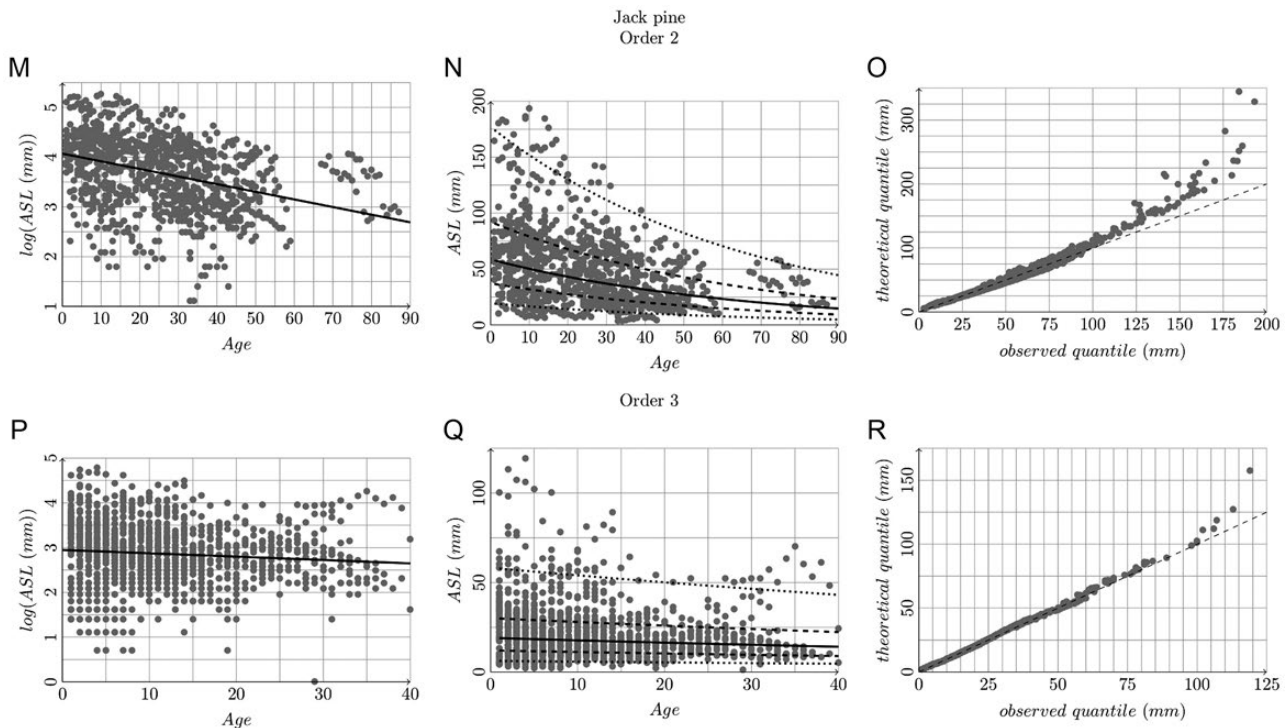 Jack pine
Order 2
M
log(ASL (mm))
5
4
3
2
1
0 10 20 30 40 50 60 70 80 90
Age
N
ASL (mm)
200
150
100
50
0
0 10 20 30 40 50 60 70 80 90
Age
O
theoretical quantile (mm)
300
200
100
0
0 25 50 75 100 125 150 175 200
observed quantile (mm)
Order 3
P
log(ASL (mm))
5
4
3
2
1
0
0 10 20 30 40
Age
Q
ASL (mm)
100
50
0
0 10 20 30 40
Age
R
theoretical quantile (mm)
150
100
50
0
0 25 50 75 100 125
observed quantile (mm)